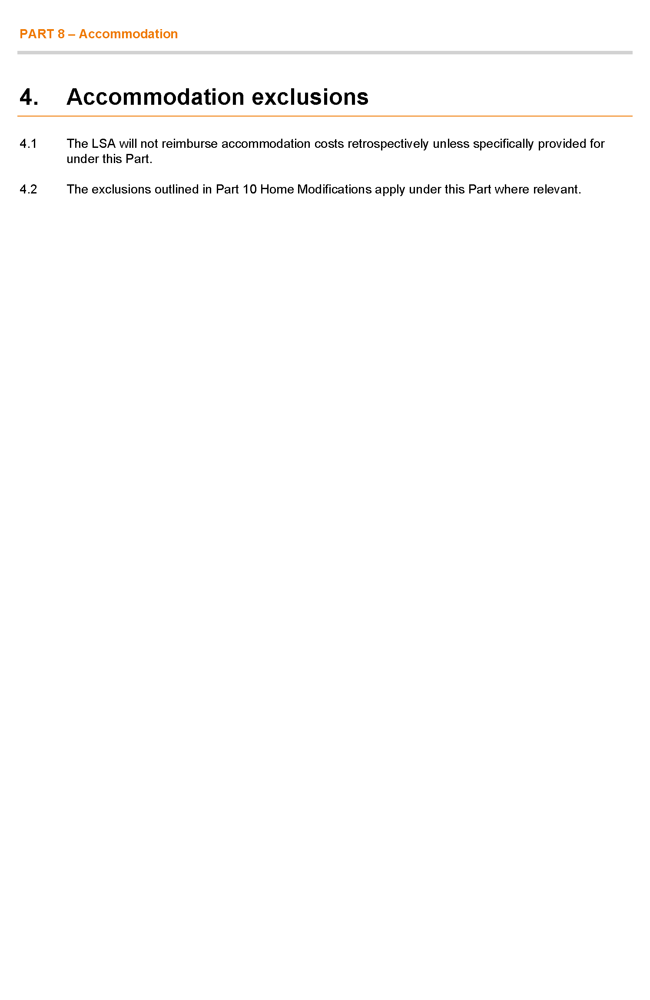 PART 8 – Accommodation
4. Accommodation exclusions
4.1 The LSA will not reimburse accommodation costs retrospectively unless specifically provided for
under this Part.
4.2 The exclusions outlined in Part 10 Home Modifications apply under this Part where relevant.